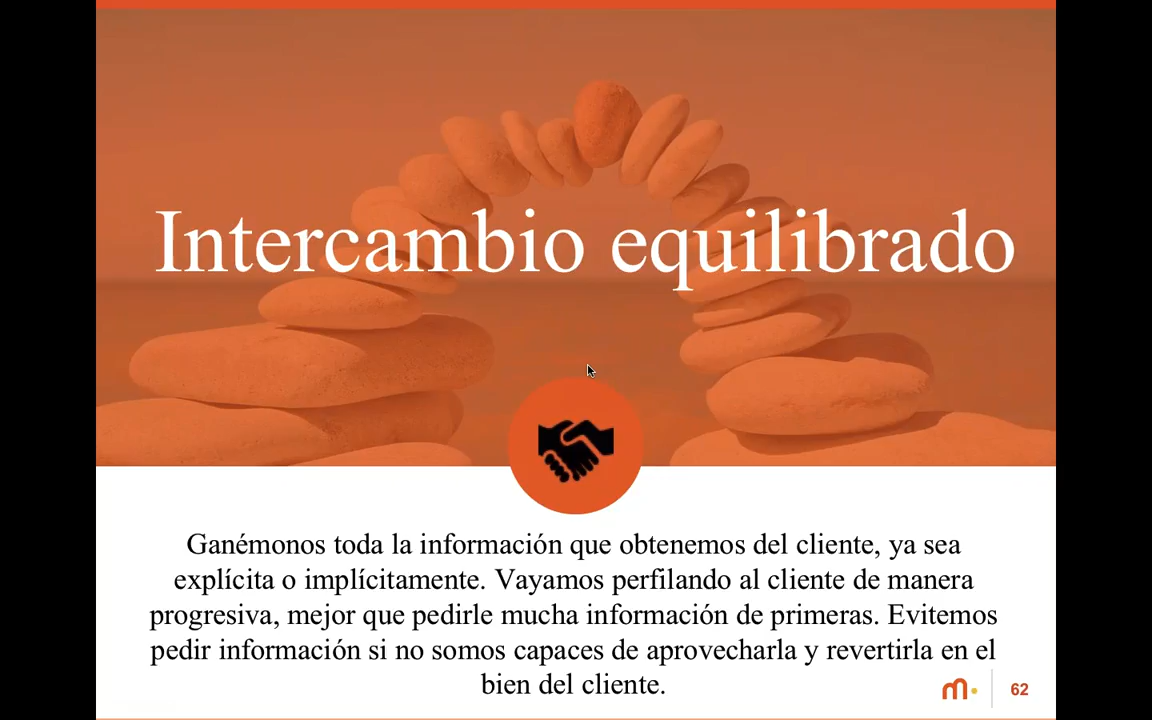 Intercambio equilibrado
Ganémonos toda la información que obtenemos del cliente, ya sea
explícita o implícitamente. Vayamos perfilando al cliente de manera
progresiva, mejor que pedirle mucha información de primeras. Evitemos
pedir información si no somos capaces de aprovecharla y revertirla en el
bien del cliente.
m
62